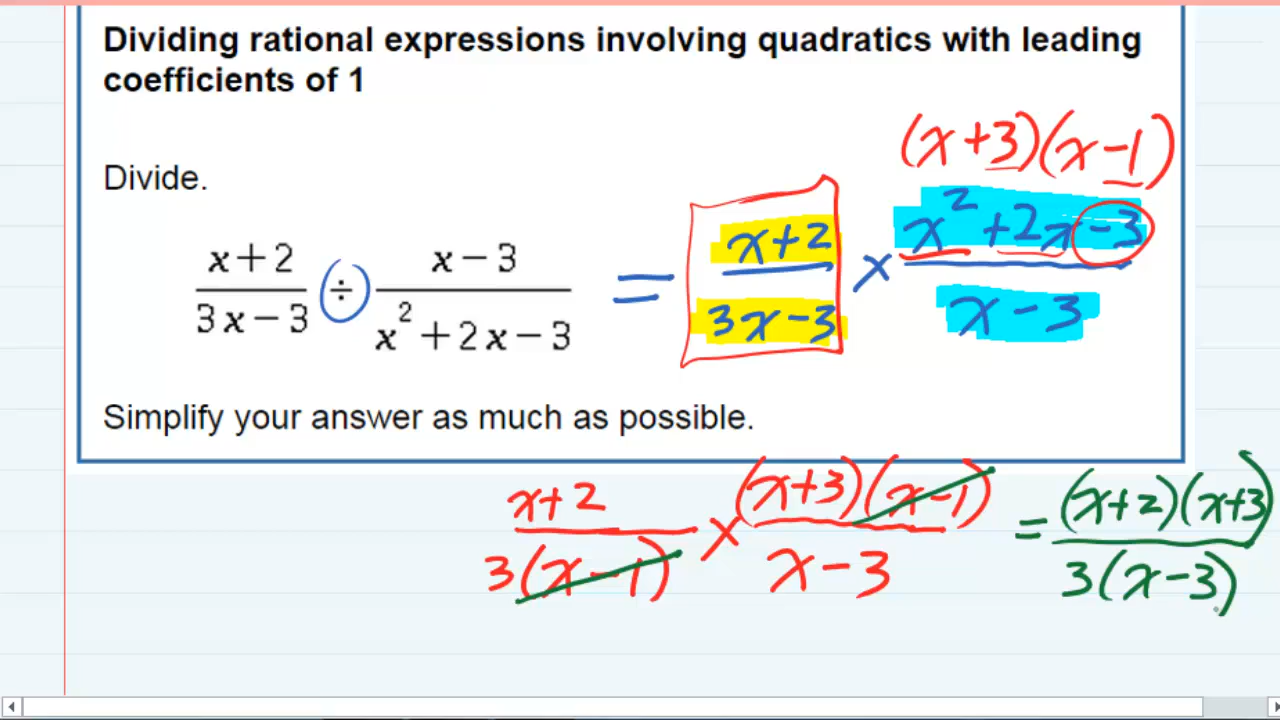 Dividing rational expressions involving quadratics with leading
coefficients of 1
(x+3)(x-1)
Divide.
x+2
3x-3
÷
x-3
x²+2x-3
=
x+2
3x-3
×
x²+2x-3
x-3
Simplify your answer as much as possible.
x+2
3(x-1)
×
(x+3)(x-1)
x-3
=
(x+2)(x+3)
3(x-3)